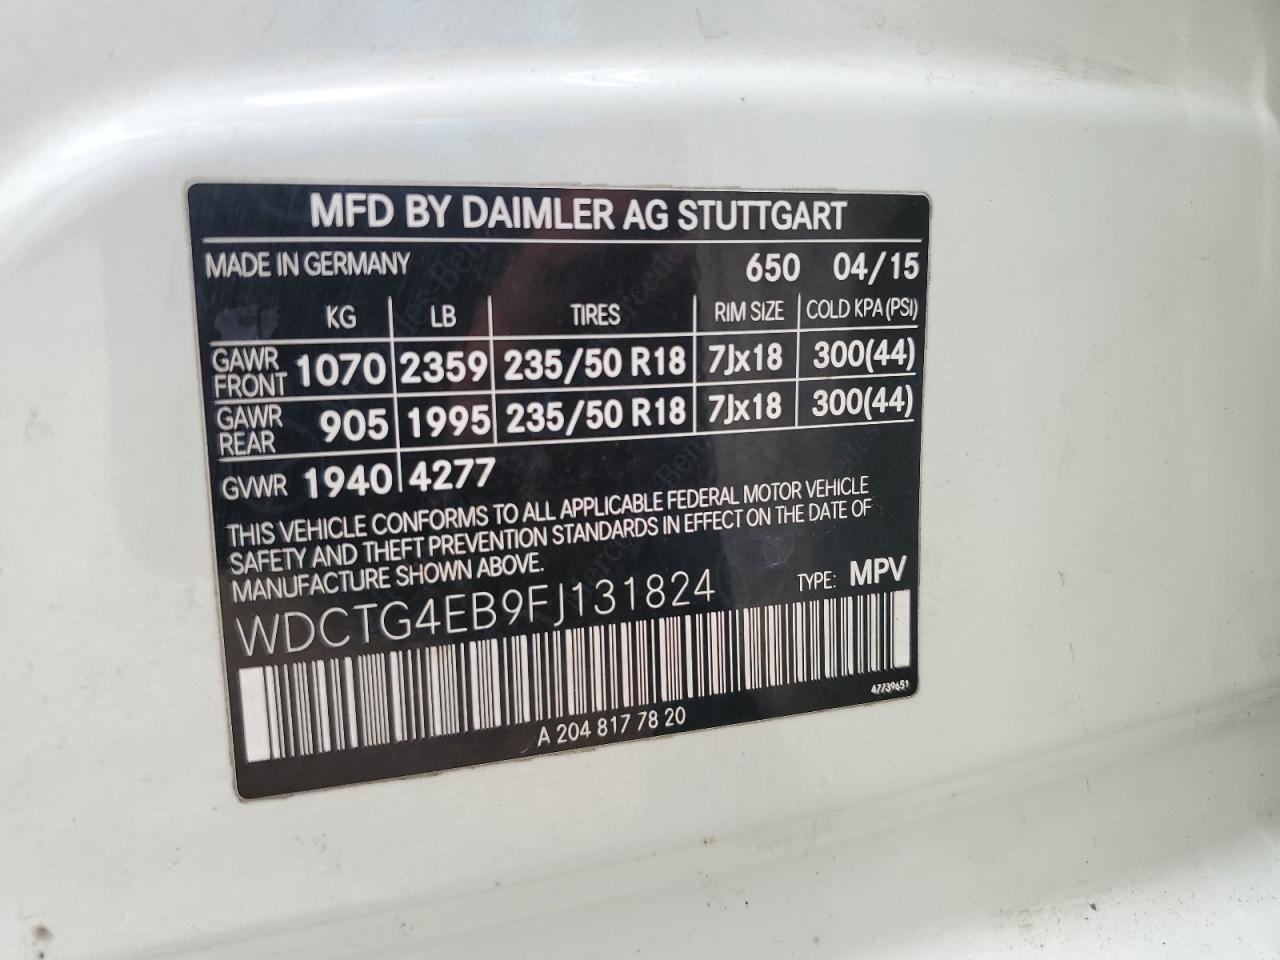 MFD BY DAIMLER AG STUTTGART
MADE IN GERMANY 650 04/15
KG LB TIRES RIM SIZE COLD KPA (PSI)
GAWR FRONT 1070 2359 235/50 R18 7Jx18 300(44)
GAWR REAR 905 1995 235/50 R18 7Jx18 300(44)
GVWR 1940 4277
THIS VEHICLE CONFORMS TO ALL APPLICABLE FEDERAL MOTOR VEHICLE
SAFETY AND THEFT PREVENTION STANDARDS IN EFFECT ON THE DATE OF
MANUFACTURE SHOWN ABOVE.
WDCTG4EB9FJ131824 TYPE: MPV
47739651
A 204 817 78 20